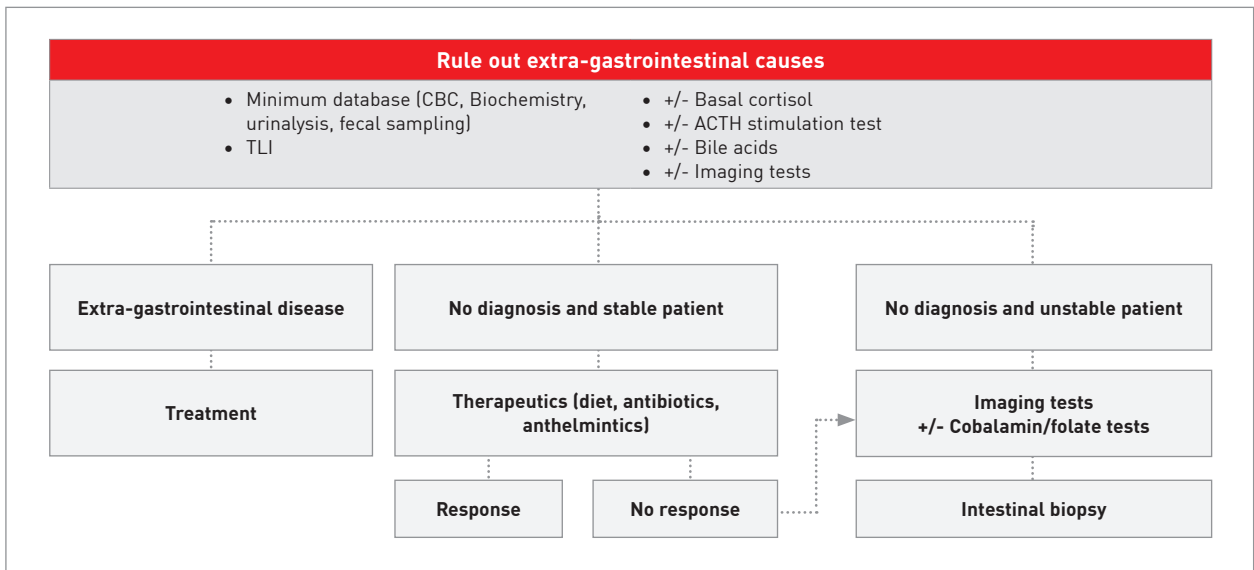 Rule out extra-gastrointestinal causes
• Minimum database (CBC, Biochemistry,
urinalysis, fecal sampling)
• TLI
• +/- Basal cortisol
• +/- ACTH stimulation test
• +/- Bile acids
• +/- Imaging tests
Extra-gastrointestinal disease
No diagnosis and stable patient
No diagnosis and unstable patient
Treatment
Therapeutics (diet, antibiotics,
anthelmintics)
Imaging tests
+/- Cobalamin/folate tests
Response
No response
Intestinal biopsy